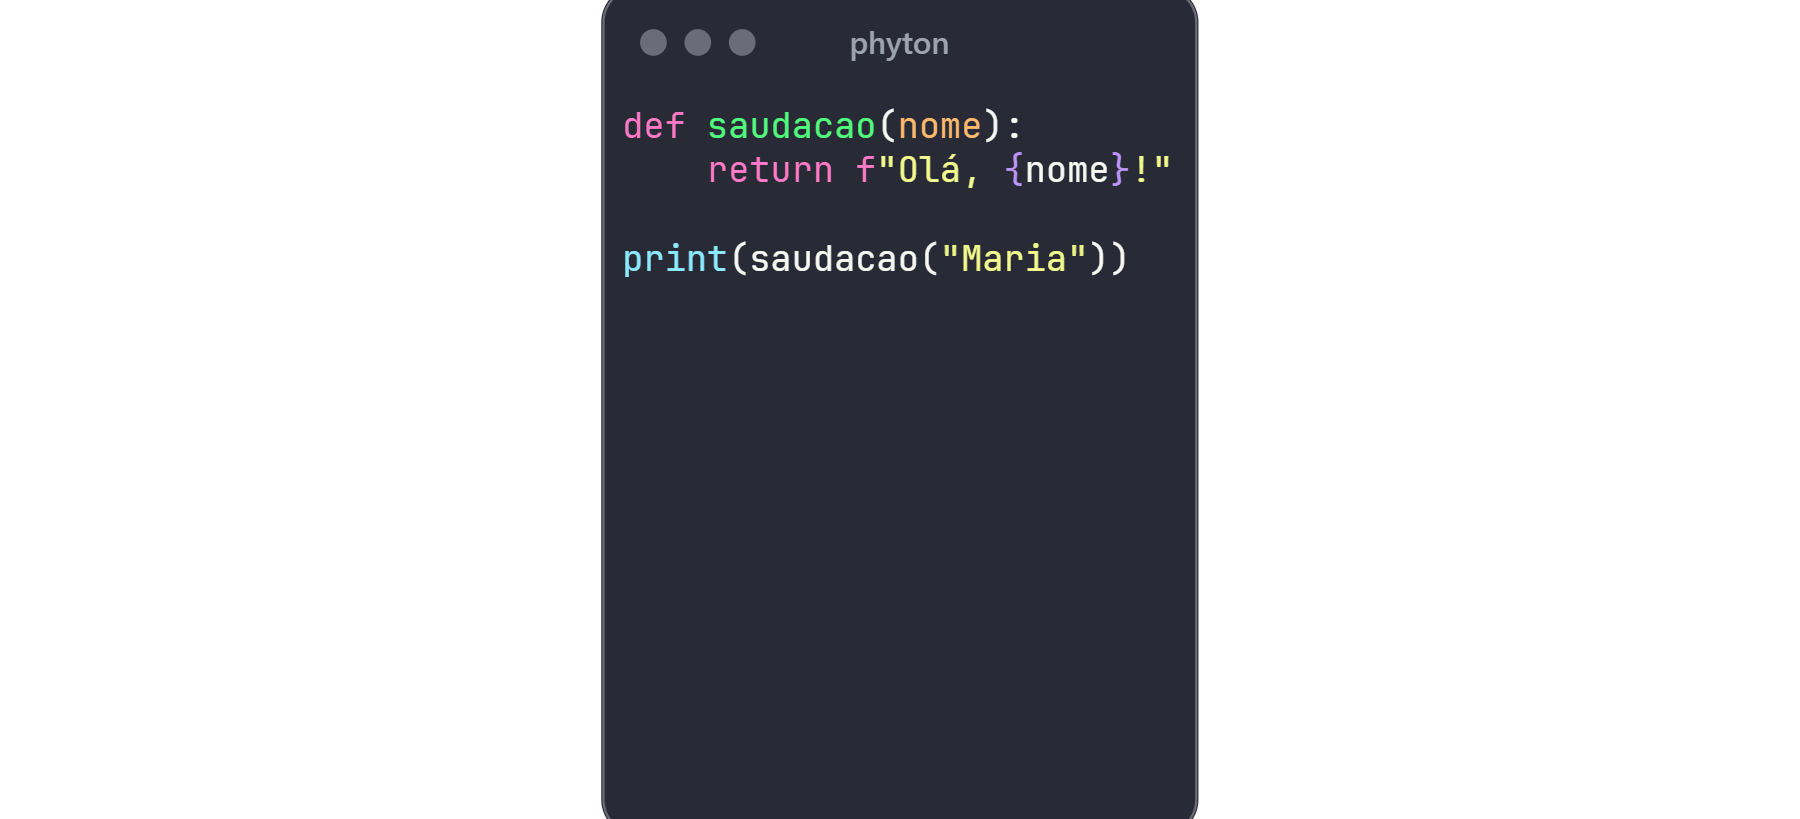 phyton
def saudacao(nome):
    return f"Olá, {nome}!"
print(saudacao("Maria"))